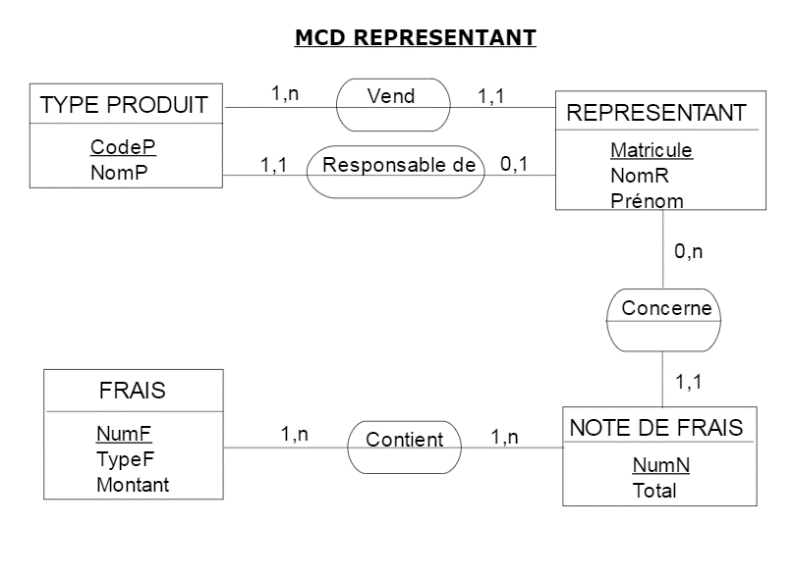 MCD REPRESENTANT
TYPE PRODUIT
CodeP
NomP
1,n
Vend
1,1
1,1
Responsable de
0,1
REPRESENTANT
Matricule
NomR
Prénom
0,n
Concerne
1,1
FRAIS
NumF
TypeF
Montant
1,n
Contient
1,n
NOTE DE FRAIS
NumN
Total